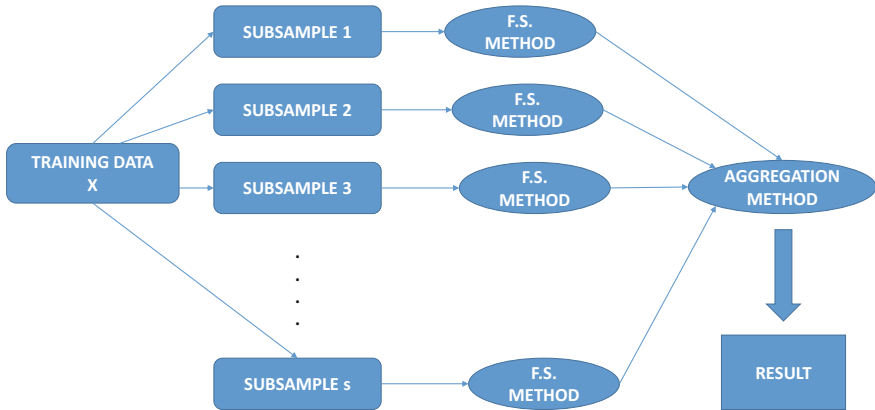 SUBSAMPLE 1
F.S.
METHOD
SUBSAMPLE 2
F.S.
METHOD
TRAINING DATA
X
SUBSAMPLE 3
F.S.
METHOD
AGGREGATION
METHOD
.
.
.
.
SUBSAMPLE s
F.S.
METHOD
RESULT